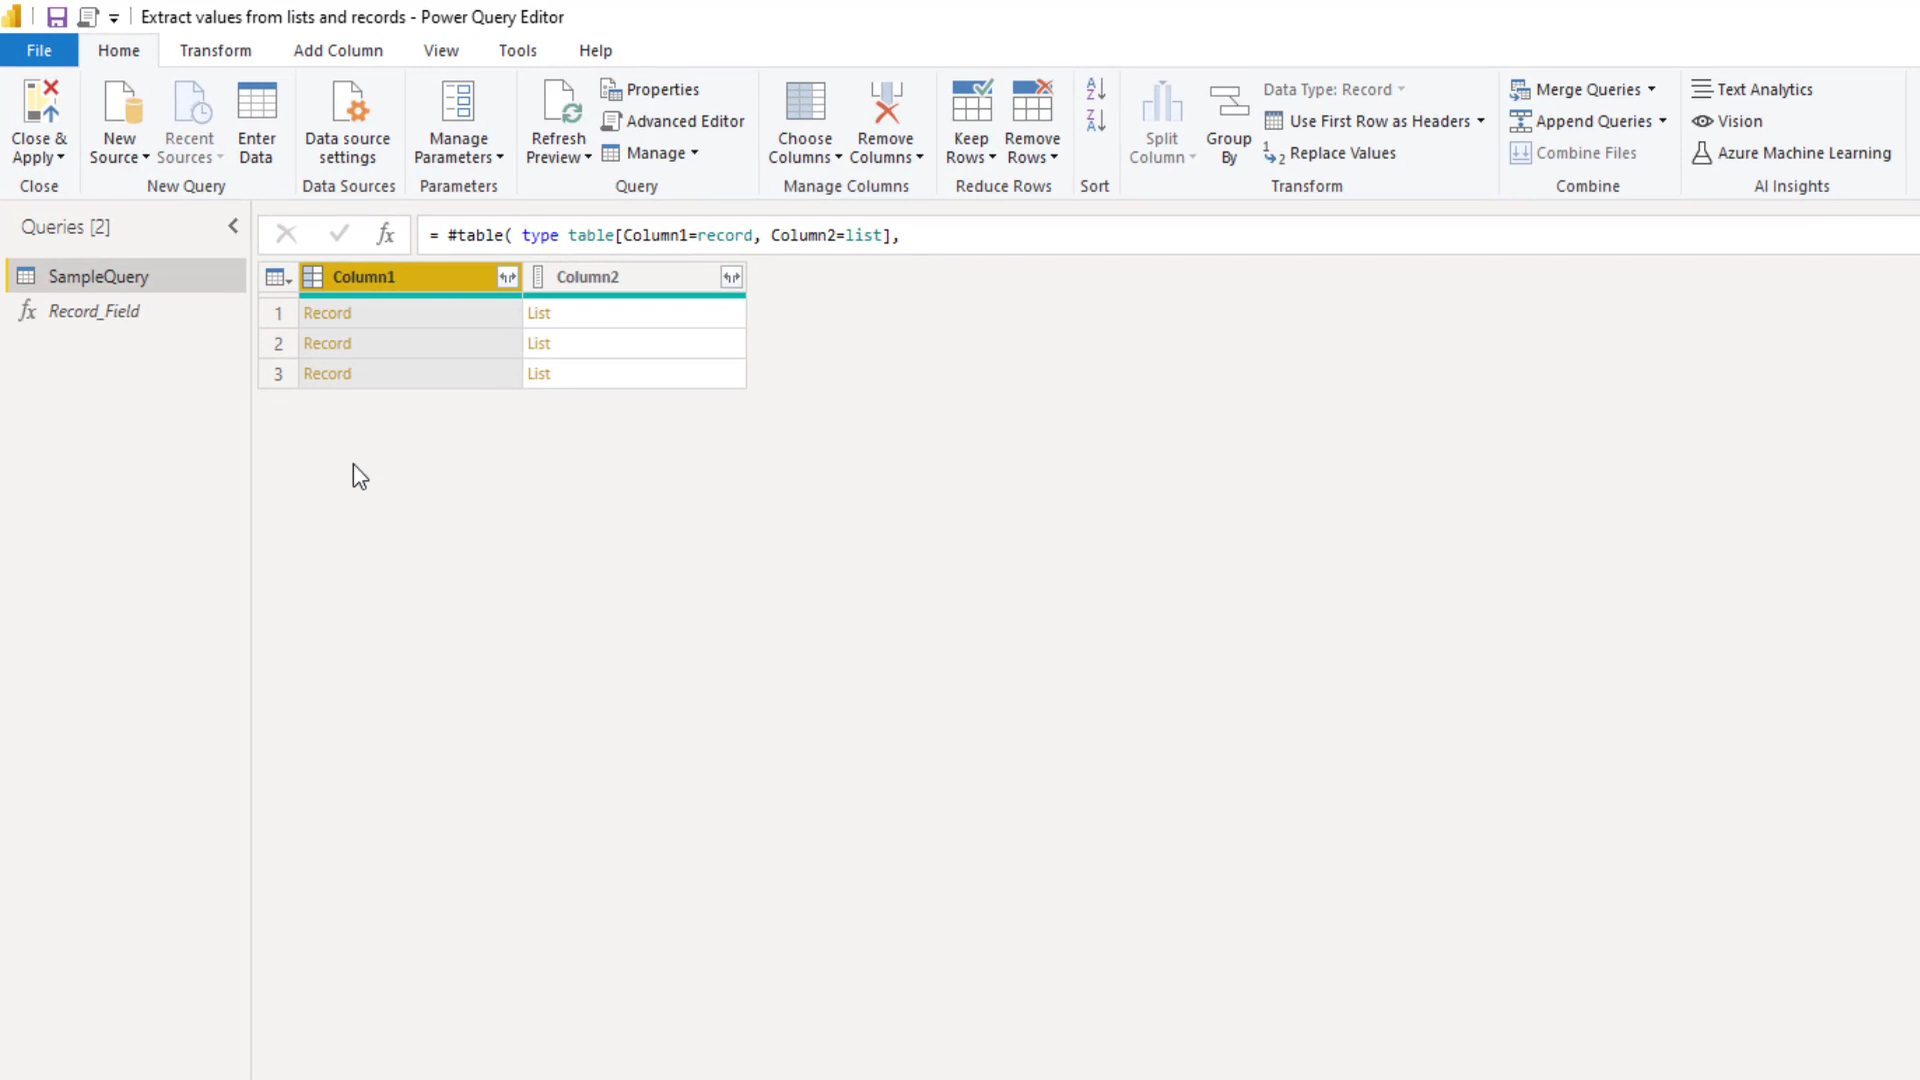 Extract values from lists and records - Power Query Editor
File Home Transform Add Column View Tools Help
Close & Apply
Close
New Source
Recent Sources
Enter Data
New Query
Data source settings
Data Sources
Manage Parameters
Parameters
Refresh Preview
Properties
Advanced Editor
Manage
Query
Choose Columns
Remove Columns
Manage Columns
Keep Rows
Remove Rows
Reduce Rows
A
Z
Z
A
Sort
Split Column
Group By
Data Type: Record
Use First Row as Headers
1 2 Replace Values
Transform
Merge Queries
Append Queries
Combine Files
Combine
Text Analytics
Vision
Azure Machine Learning
AI Insights
Queries [2]
SampleQuery
fx Record_Field
fx = #table( type table[Column1=record, Column2=list],
Column1 Column2
1 Record List
2 Record List
3 Record List